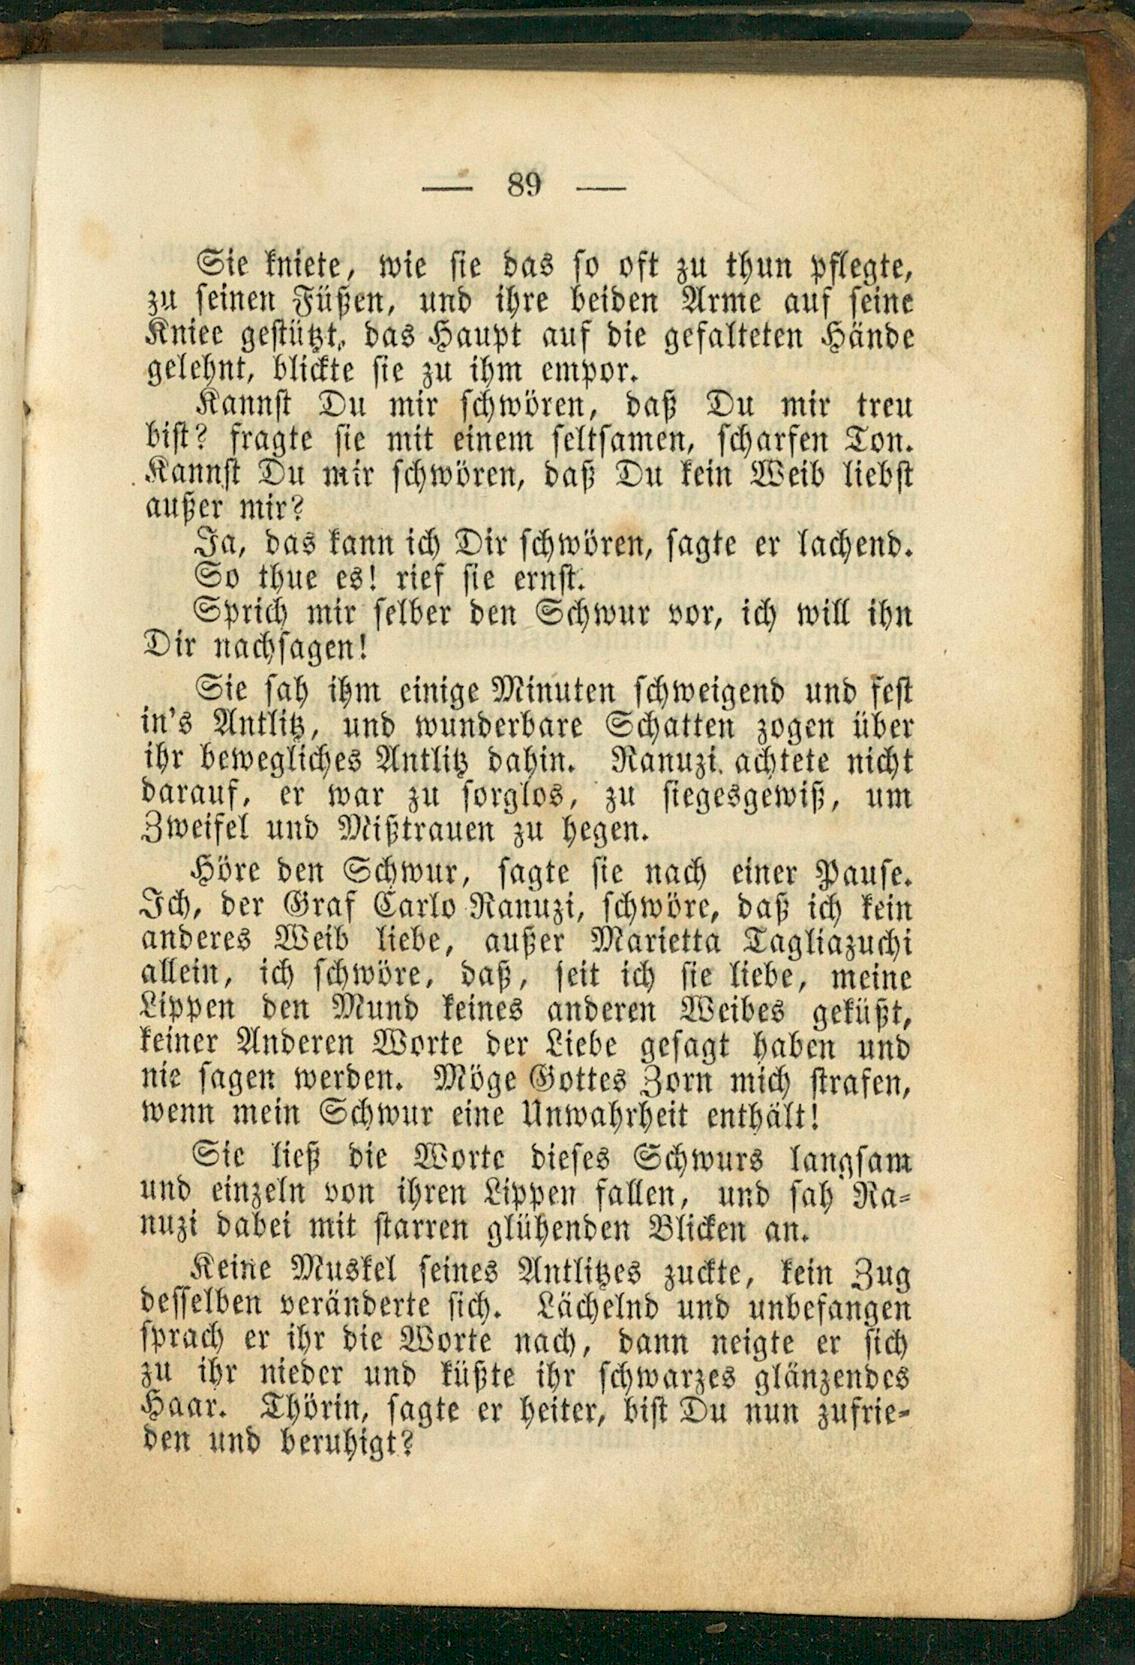 — 89 —
Sie kniete, wie sie das so oft zu thun pflegte,
zu seinen Füßen, und ihre beiden Arme auf seine
Kniee gestützt, das Haupt auf die gefalteten Hände
gelehnt, blickte sie zu ihm empor.
Kannst Du mir schwören, daß Du mir treu
bist? fragte sie mit einem seltsamen, scharfen Ton.
Kannst Du mir schwören, daß Du kein Weib liebst
außer mir?
Ja, das kann ich Dir schwören, sagte er lachend.
So thue es! rief sie ernst.
Sprich mir selber den Schwur vor, ich will ihn
Dir nachsagen!
Sie sah ihm einige Minuten schweigend und fest
in's Antlitz, und wunderbare Schatten zogen über
ihr bewegliches Antlitz dahin. Ranuzi achtete nicht
darauf, er war zu sorglos, zu siegesgewiß, um
Zweifel und Mißtrauen zu hegen.
Höre den Schwur, sagte sie nach einer Pause.
Ich, der Graf Carlo Ranuzi, schwöre, daß ich kein
anderes Weib liebe, außer Marietta Tagliazuchi
allein, ich schwöre, daß, seit ich sie liebe, meine
Lippen den Mund keines anderen Weibes geküßt,
keiner Anderen Worte der Liebe gesagt haben und
nie sagen werden. Möge Gottes Zorn mich strafen,
wenn mein Schwur eine Unwahrheit enthält!
Sie ließ die Worte dieses Schwurs langsam
und einzeln von ihren Lippen fallen, und sah Ra-
nuzi dabei mit starren glühenden Blicken an.
Keine Muskel seines Antlitzes zuckte, kein Zug
desselben veränderte sich. Lächelnd und unbefangen
sprach er ihr die Worte nach, dann neigte er sich
zu ihr nieder und küßte ihr schwarzes glänzendes
Haar. Thörin, sagte er heiter, bist Du nun zufrie-
den und beruhigt?